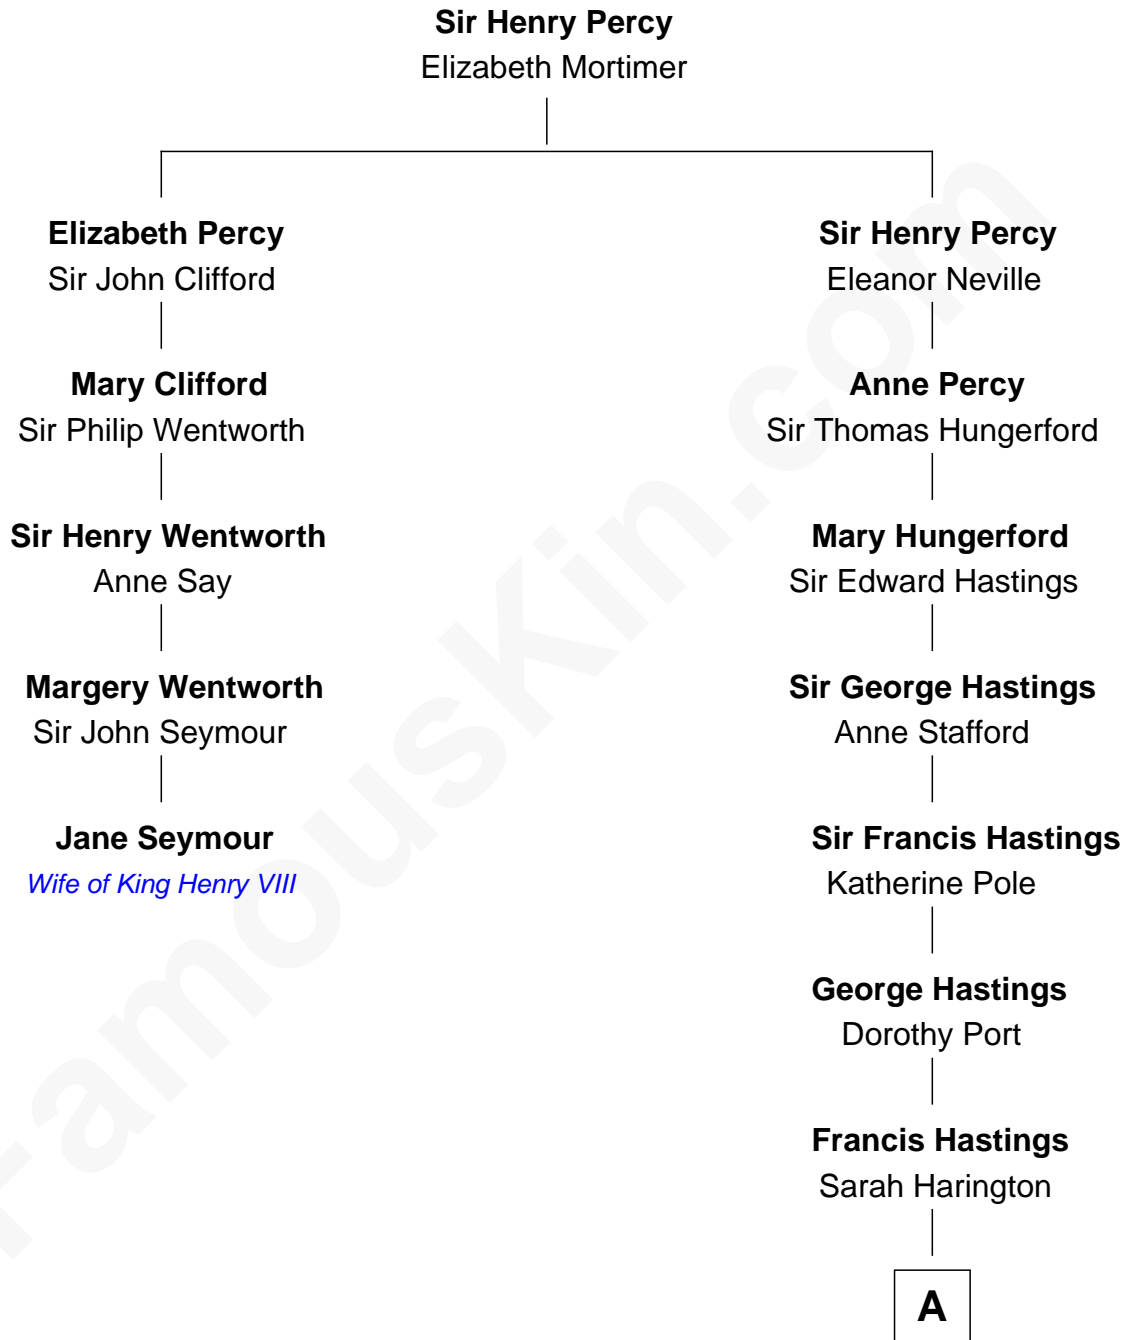 Sir Henry Percy
Elizabeth Mortimer
Elizabeth Percy
Sir John Clifford
Sir Henry Percy
Eleanor Neville
Mary Clifford
Sir Philip Wentworth
Anne Percy
Sir Thomas Hungerford
Sir Henry Wentworth
Anne Say
Mary Hungerford
Sir Edward Hastings
Margery Wentworth
Sir John Seymour
Sir George Hastings
Anne Stafford
Jane Seymour
Wife of King Henry VIII
Sir Francis Hastings
Katherine Pole
George Hastings
Dorothy Port
Francis Hastings
Sarah Harington
A
FamousKin.com